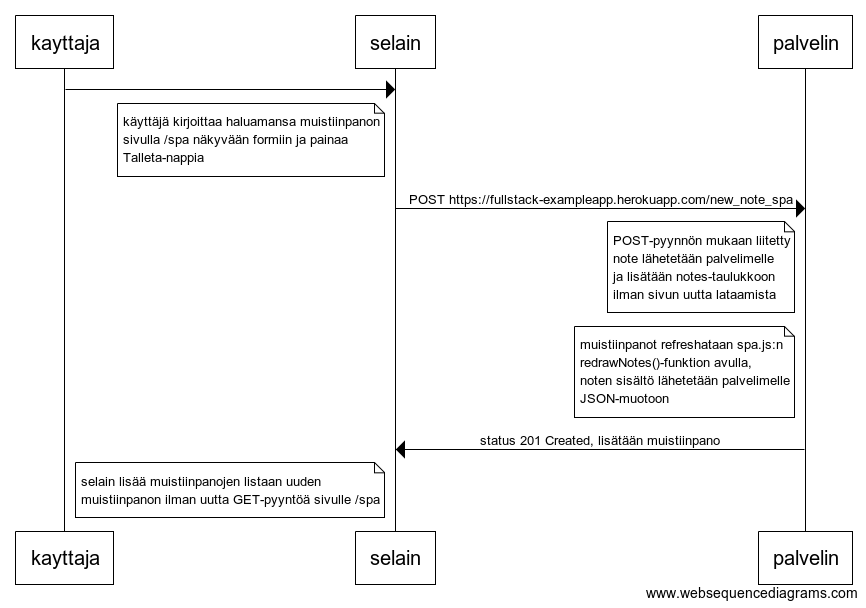 kayttaja
selain
palvelin
käyttäjä kirjoittaa haluamansa muistiinpanon
sivulla /spa näkyvään formiin ja painaa
Talleta-nappia
POST https://fullstack-exampleapp.herokuapp.com/new_note_spa
POST-pyynnön mukaan liitetty
note lähetetään palvelimelle
ja lisätään notes-taulukkoon
ilman sivun uutta lataamista
muistiinpanot refreshataan spa.js:n
redrawNotes()-funktion avulla,
noten sisältö lähetetään palvelimelle
JSON-muotoon
status 201 Created, lisätään muistiinpano
selain lisää muistiinpanojen listaan uuden
muistiinpanon ilman uutta GET-pyyntöä sivulle /spa
kayttaja
selain
palvelin
www.websequencediagrams.com